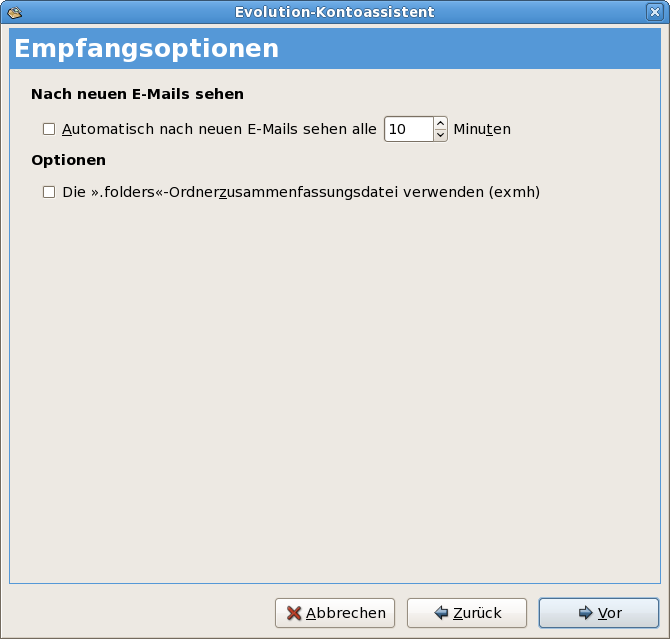 Evolution-Kontoassistent
Empfangsoptionen
Nach neuen E-Mails sehen
Automatisch nach neuen E-Mails sehen alle 10 Minuten
Optionen
Die ».folders«-Ordnerzusammenfassungsdatei verwenden (exmh)
Abbrechen Zurück Vor